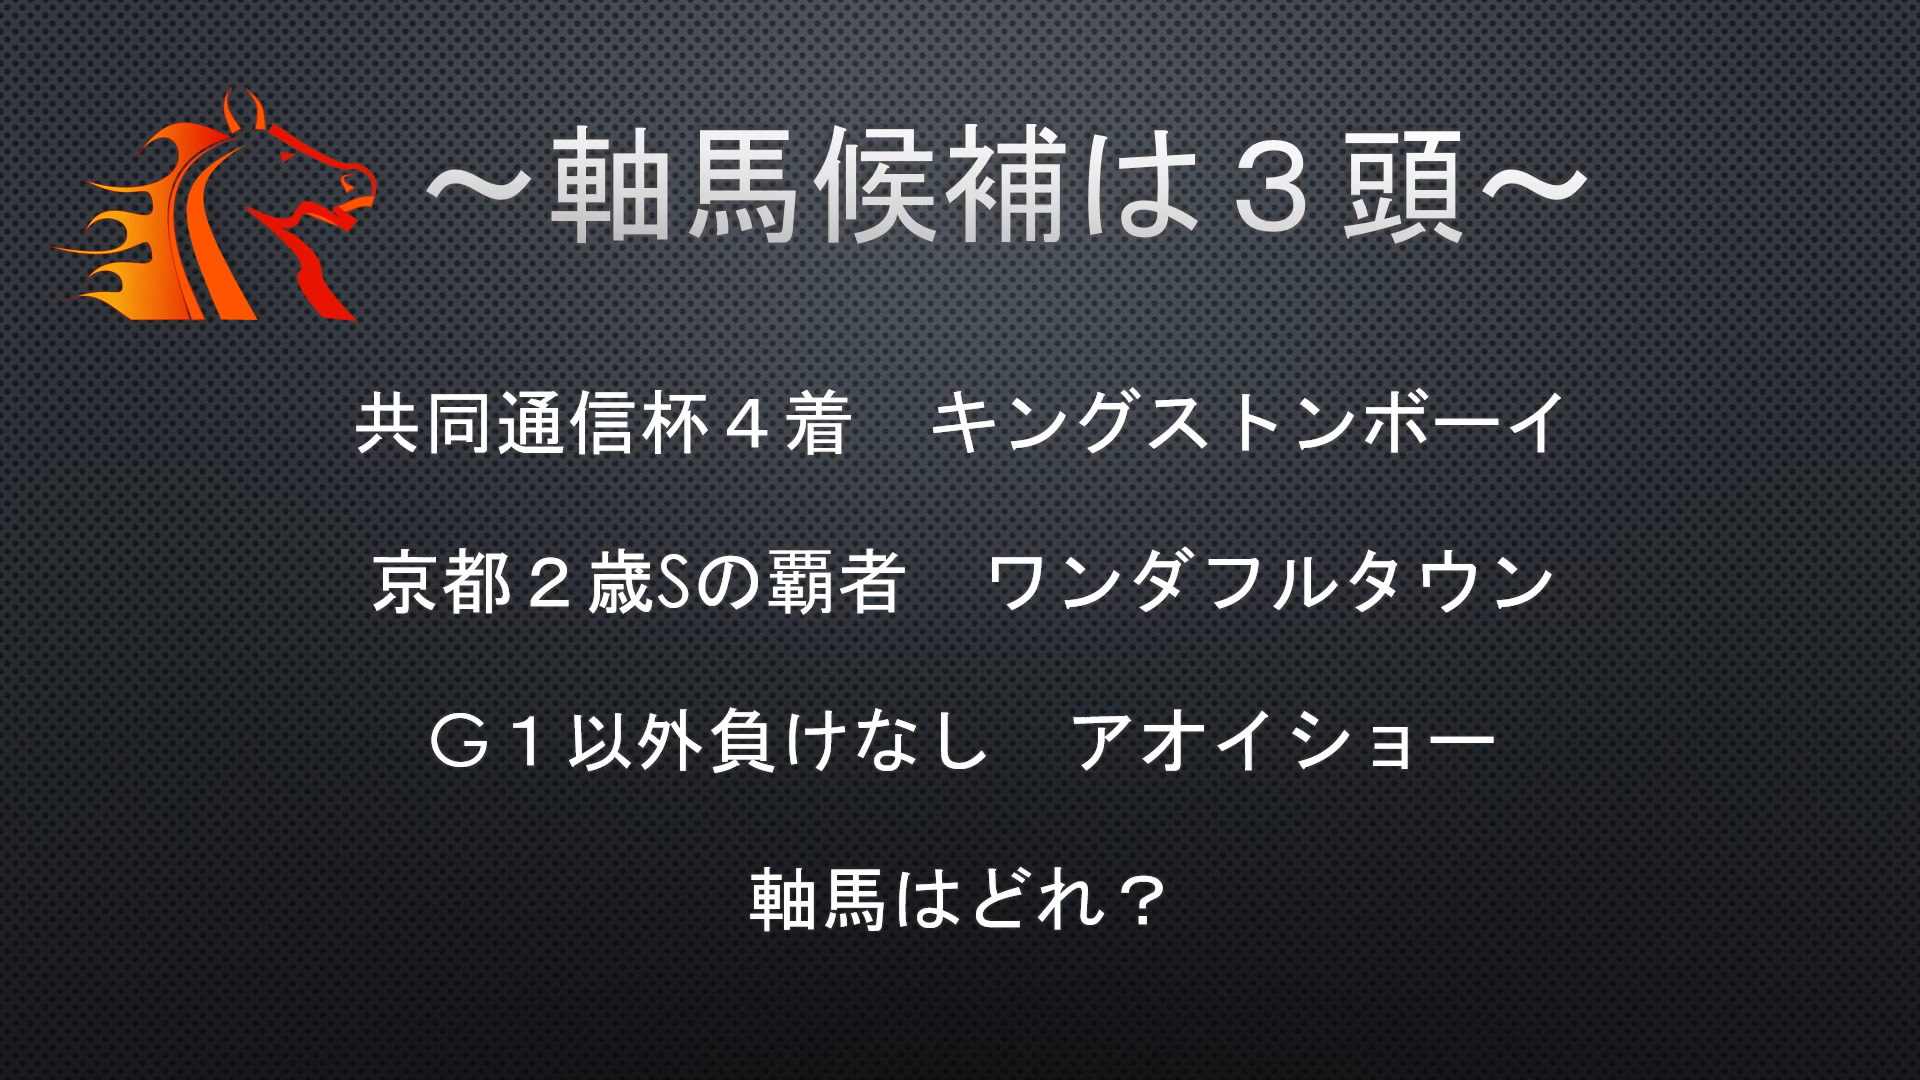 ～軸馬候補は３頭～
共同通信杯４着　キングストンボーイ
京都２歳Sの覇者　ワンダフルタウン
Ｇ１以外負けなし　アオイショー
軸馬はどれ？